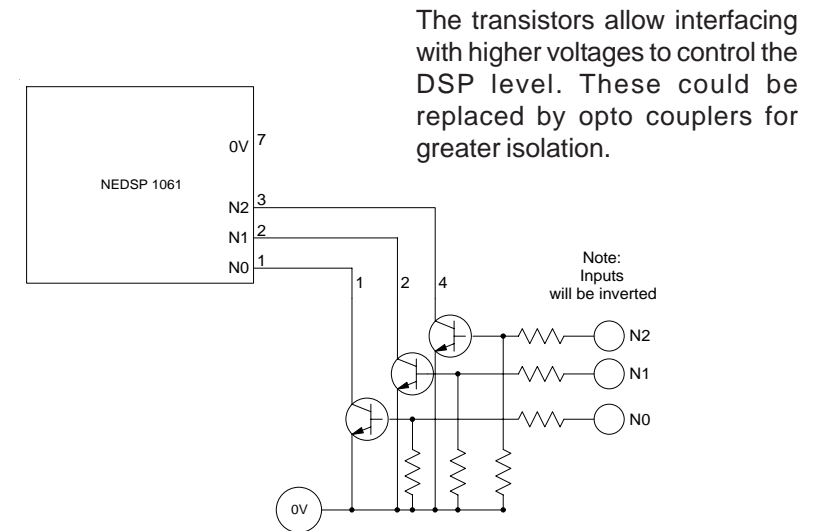 The transistors allow interfacing
with higher voltages to control the
DSP level. These could be
replaced by opto couplers for
greater isolation.
0V 7
NEDSP 1061
N2 3
N1 2
N0 1
1 2 4
Note:
Inputs
will be inverted
N2
N1
N0
0V